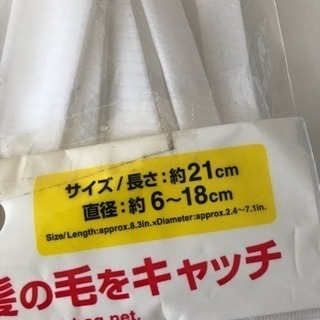 サイズ/長さ:約21cm
直径:約6〜18cm
Size/Length:approx.8.3in.xDiameter:approx.2.4〜7.1in.
髪の毛をキャッチ
net.